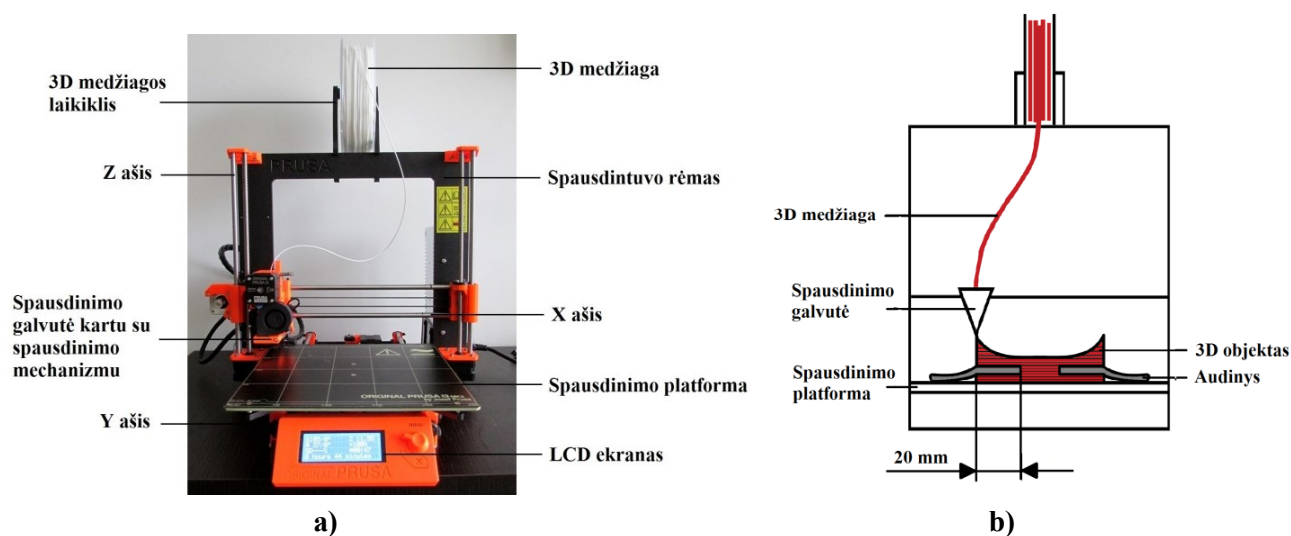 3D medžiagos
laikiklis
3D medžiaga
Z ašis
PRUSA
Spausdintuvo rėmas
Spausdinimo
galvutė kartu su
spausdinimo
mechanizmu
X ašis
Spausdinimo platforma
ORIGINAL PRUSA
Y ašis
LCD ekranas
ORIGINAL PRUSA
a)
3D medžiaga
Spausdinimo
galvutė
3D objektas
Spausdinimo
platforma
Audinys
20 mm
b)